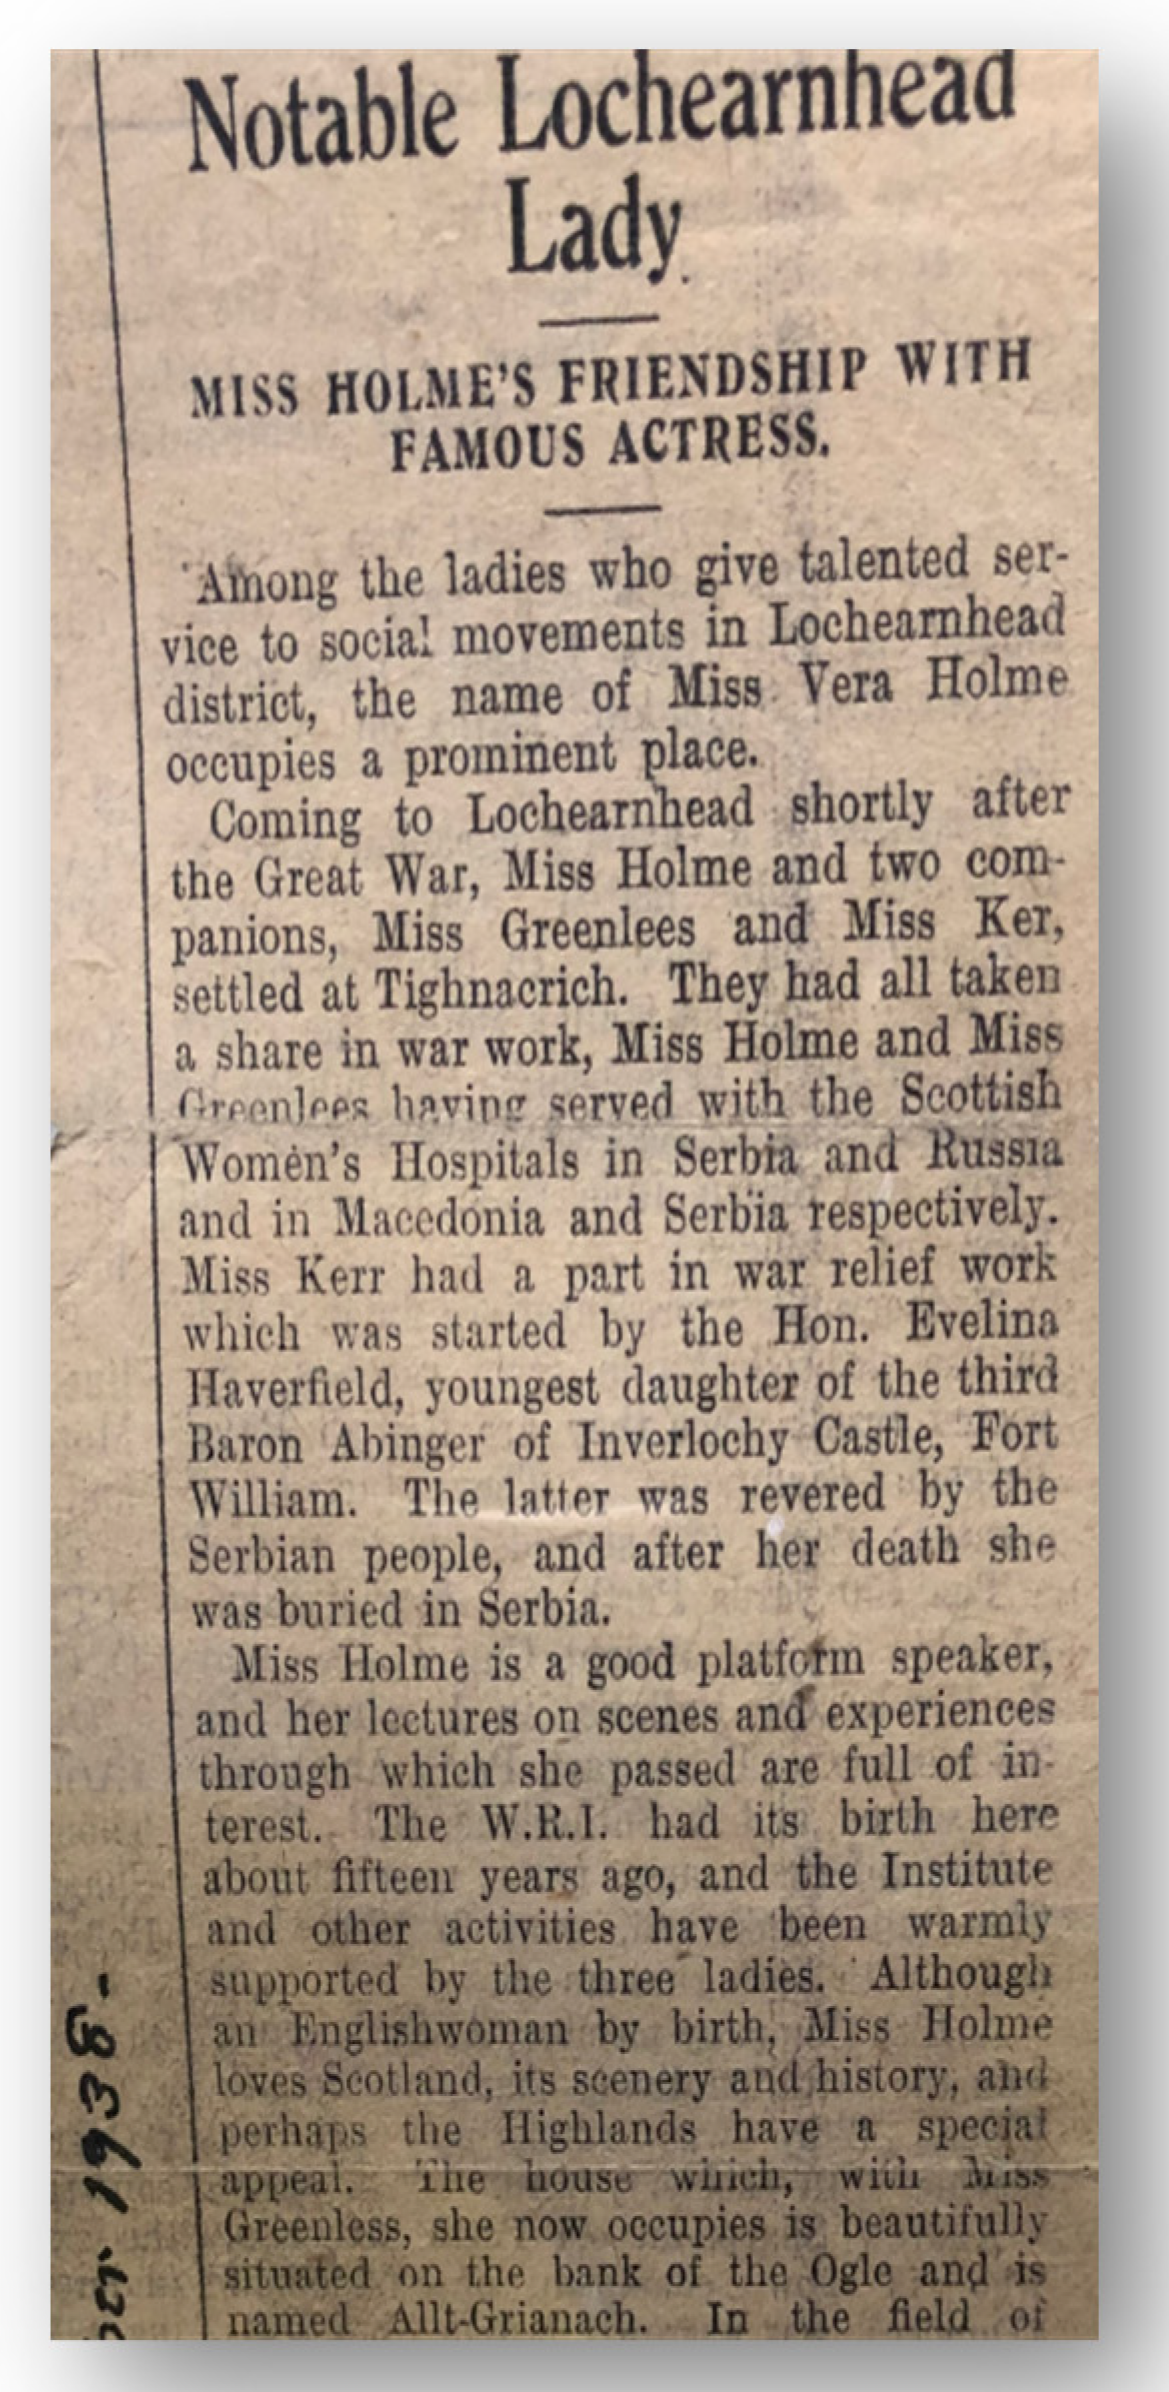 Notable Lochearnhead
Lady.
MISS HOLME'S FRIENDSHIP WITH
FAMOUS ACTRESS.
Among the ladies who give talented ser-
vice to social movements in Lochearnhead
district, the name of Miss Vera Holme
occupies a prominent place.
Coming to Lochearnhead shortly after
the Great War, Miss Holme and two com-
panions, Miss Greenlees and Miss Ker,
settled at Tighnacrich. They had all taken
a share in war work, Miss Holme and Miss
Greenlees having served with the Scottish
Women's Hospitals in Serbia and Russia
and in Macedonia and Serbia respectively.
Miss Kerr had a part in war relief work
which was started by the Hon. Evelina
Haverfield, youngest daughter of the third
Baron Abinger of Inverlochy Castle, Fort
William. The latter was revered by the
Serbian people, and after her death she
was buried in Serbia.
Miss Holme is a good platform speaker,
and her lectures on scenes and experiences
through which she passed are full of in-
terest. The W.R.I. had its birth here
about fifteen years ago, and the Institute
and other activities have been warmly
supported by the three ladies. Although
an Englishwoman by birth, Miss Holme
loves Scotland, its scenery and history, and
perhaps the Highlands have a special
appeal. The house which, with Miss
Greenless, she now occupies is beautifully
situated on the bank of the Ogle and is
named Allt-Grianach. In the field of
1938-